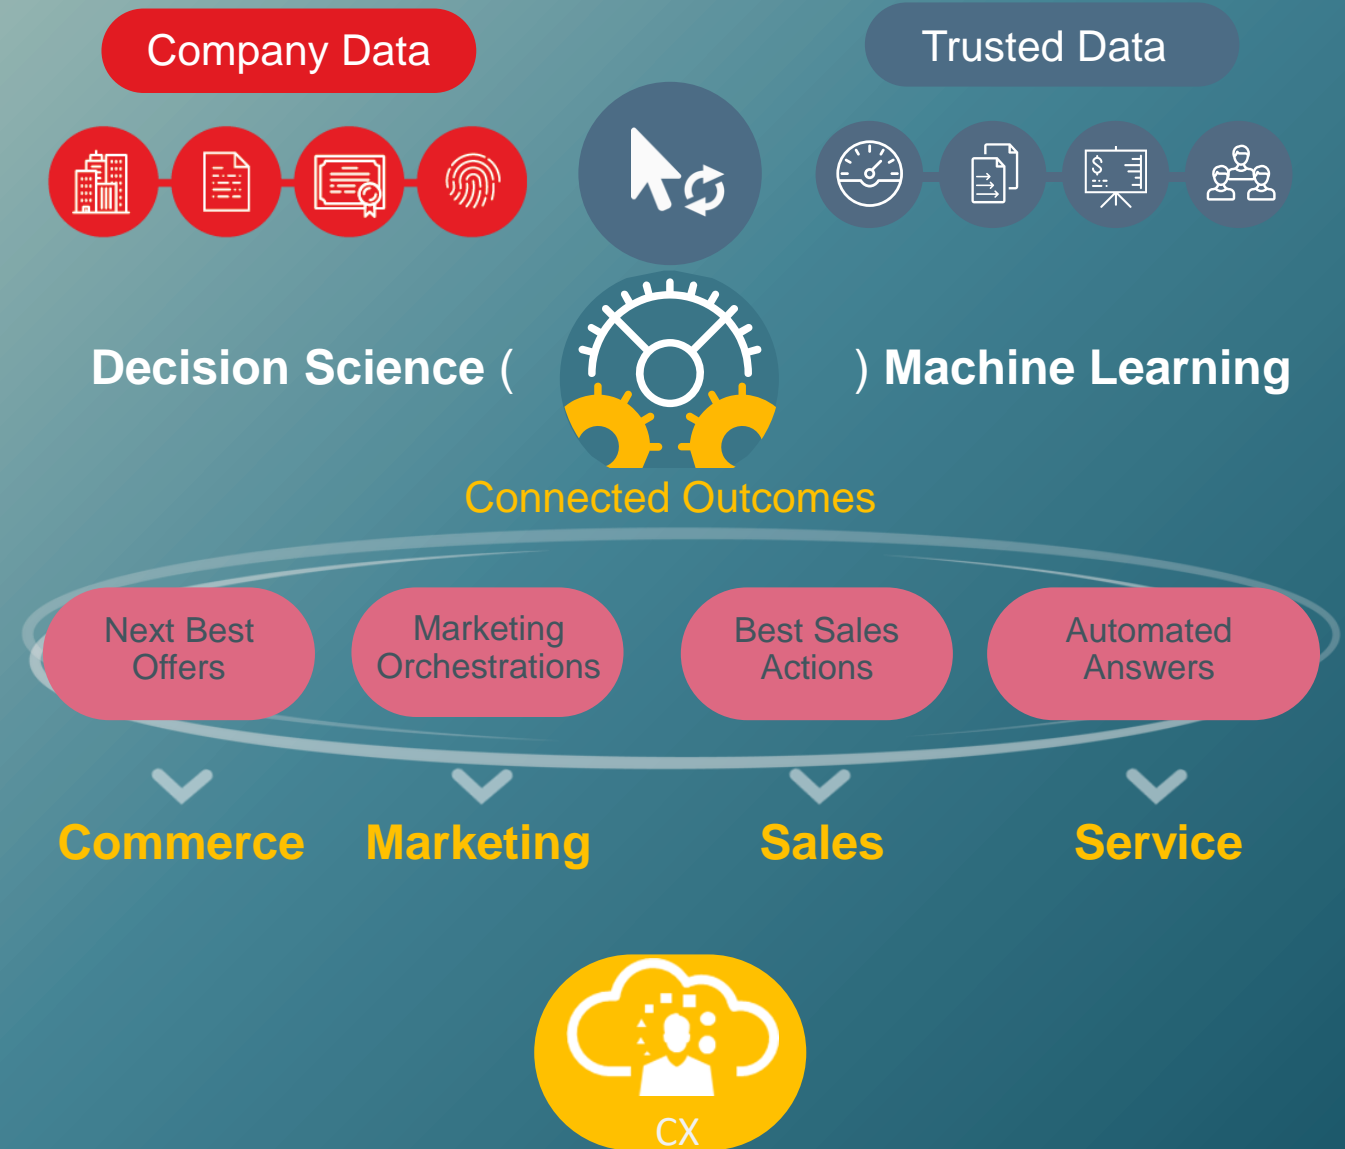 Company Data
Trusted Data
$
Decision Science (
) Machine Learning
Connected Outcomes
Next Best
Offers
Marketing
Orchestrations
Best Sales
Actions
Automated
Answers
Commerce
Marketing
Sales
Service
CX